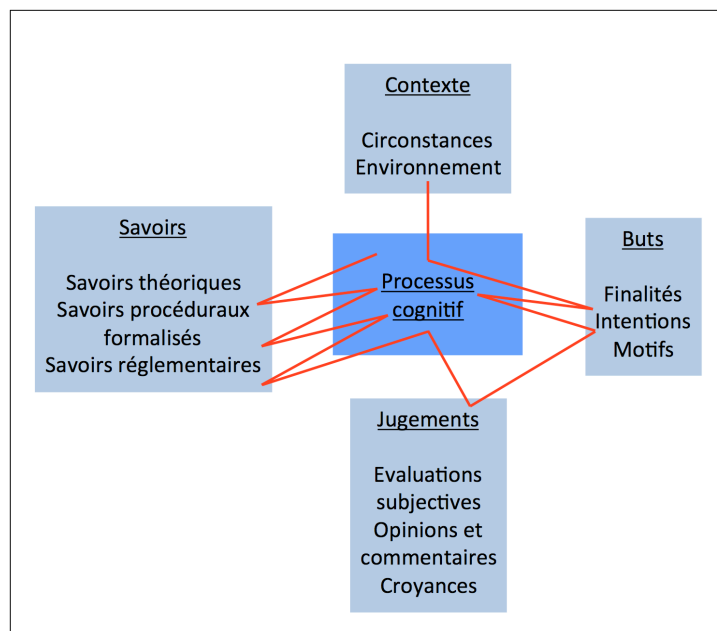 Contexte
Circonstances
Environnement
Savoirs
Savoirs théoriques
Savoirs procéduraux
formalisés
Savoirs réglementaires
Processus
cognitif
Buts
Finalités
Intentions
Motifs
Jugements
Evaluations
subjectives
Opinions et
commentaires
Croyances